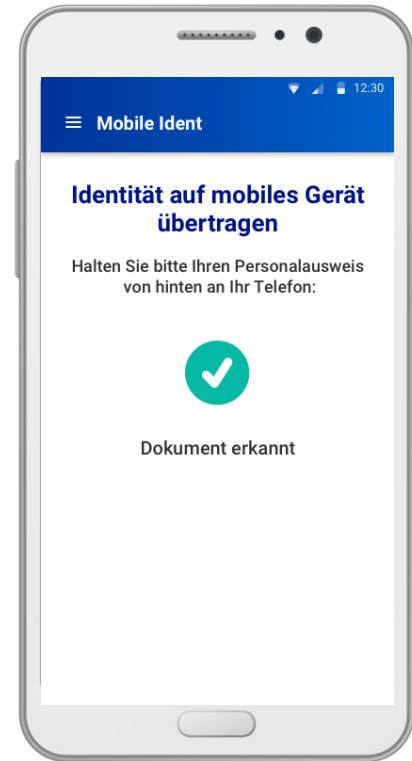 12:30
Mobile Ident
Identität auf mobiles Gerät
übertragen
Halten Sie bitte Ihren Personalausweis
von hinten an Ihr Telefon:
Dokument erkannt